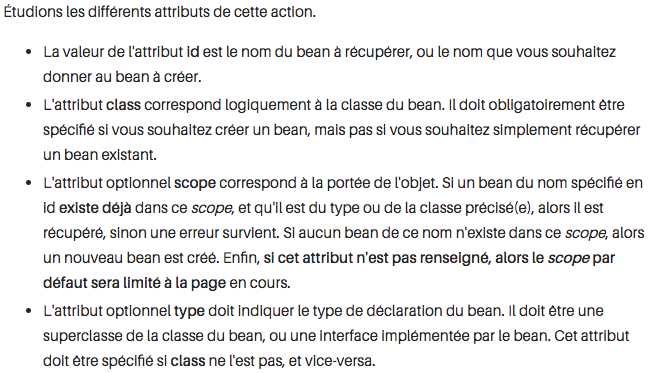 Étudions les différents attributs de cette action.
• La valeur de l'attribut id est le nom du bean à récupérer, ou le nom que vous souhaitez
donner au bean à créer.
• L'attribut class correspond logiquement à la classe du bean. Il doit obligatoirement être
spécifié si vous souhaitez créer un bean, mais pas si vous souhaitez simplement récupérer
un bean existant.
• L'attribut optionnel scope correspond à la portée de l'objet. Si un bean du nom spécifié en
id existe déjà dans ce scope, et qu'il est du type ou de la classe précisé(e), alors il est
récupéré, sinon une erreur survient. Si aucun bean de ce nom n'existe dans ce scope, alors
un nouveau bean est créé. Enfin, si cet attribut n'est pas renseigné, alors le scope par
défaut sera limité à la page en cours.
• L'attribut optionnel type doit indiquer le type de déclaration du bean. Il doit être une
superclasse de la classe du bean, ou une interface implémentée par le bean. Cet attribut
doit être spécifié si class ne l'est pas, et vice-versa.